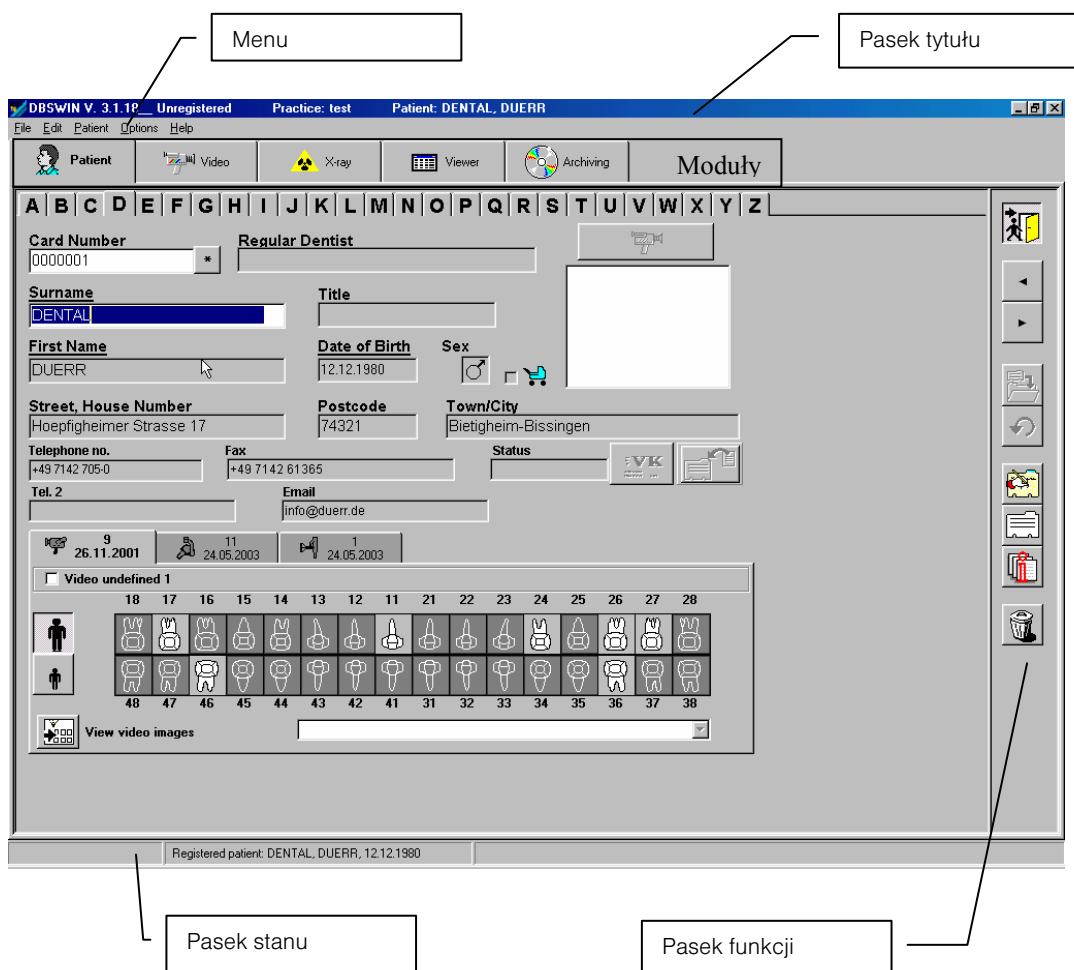 Menu
Pasek tytułu
DBSWIN V. 3.1.18__ Unregistered Practice: test Patient: DENTAL, DUERR
File Edit Patient Options Help
Patient Video X-ray Viewer Archiving Moduły
A B C D E F G H I J K L M N O P Q R S T U V W X Y Z
Card Number Regular Dentist
0000001 *
Surname Title
DENTAL
First Name Date of Birth Sex
DUERR 12.12.1980
Street, House Number Postcode Town/City
Hoepfigheimer Strasse 17 74321 Bietigheim-Bissingen
Telephone no. Fax Status
+49 7142 705-0 +49 7142 61365 VK
Tel. 2 Email
info@duerr.de
9 11 1
26.11.2001 24.05.2003 24.05.2003
Video undefined 1
18 17 16 15 14 13 12 11 21 22 23 24 25 26 27 28
48 47 46 45 44 43 42 41 31 32 33 34 35 36 37 38
View video images
Registered patient: DENTAL, DUERR, 12.12.1980
Pasek stanu
Pasek funkcji